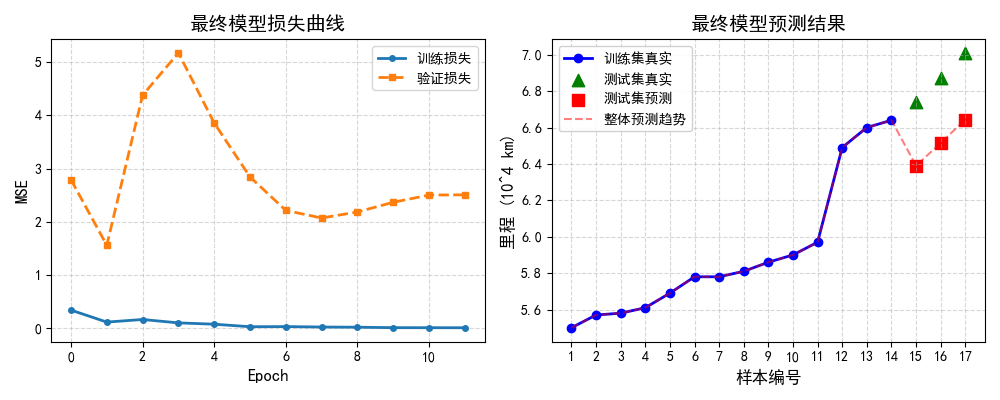 最终模型损失曲线
训练损失
验证损失
MSE
5
4
3
2
1
0
0 2 4 6 8 10
Epoch
最终模型预测结果
训练集真实
测试集真实
测试集预测
整体预测趋势
里程 (10^4 km)
7.0
6.8
6.6
6.4
6.2
6.0
5.8
5.6
1 2 3 4 5 6 7 8 9 10 11 12 13 14 15 16 17
样本编号